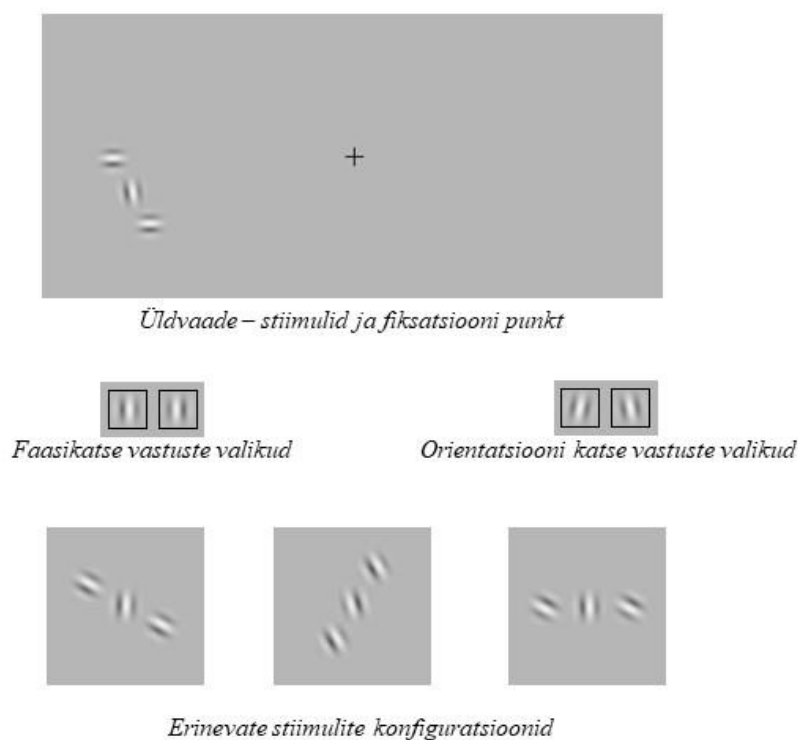 Üldvaade – stiimulid ja fiksatsiooni punkt
Faasikatse vastuste valikud
Orientatsiooni katse vastuste valikud
Erinevate stiimulite konfiguratsioonid